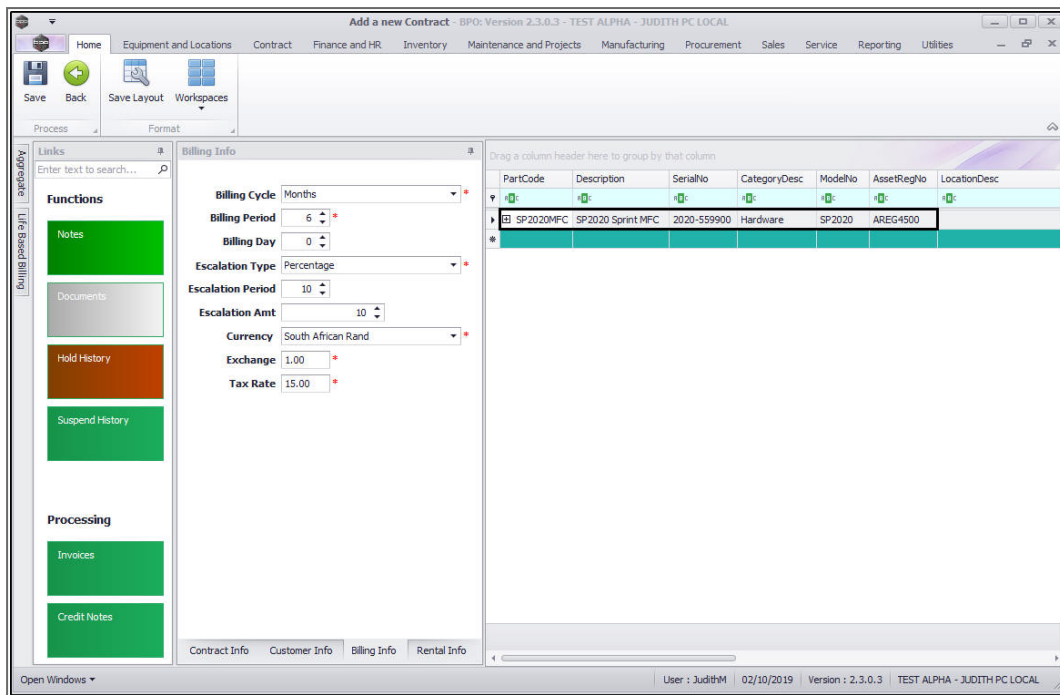 Add a new Contract - BPO: Version 2.3.0.3 - TEST ALPHA - JUDITH PC LOCAL
Home Equipment and Locations Contract Finance and HR Inventory Maintenance and Projects Manufacturing Procurement Sales Service Reporting Utilities
Save Back Save Layout Workspaces
Process Format
Aggregate
Life Based Billing
Links
Enter text to search...
Functions
Notes
Documents
Hold History
Suspend History
Processing
Invoices
Credit Notes
Billing Info
Billing Cycle Months *
Billing Period 6 *
Billing Day 0
Escalation Type Percentage *
Escalation Period 10
Escalation Amt 10
Currency South African Rand *
Exchange 1.00 *
Tax Rate 15.00 *
Contract Info Customer Info Billing Info Rental Info
Drag a column header here to group by that column
PartCode Description SerialNo CategoryDesc ModelNo AssetRegNo LocationDesc
SP2020MFC SP2020 Sprint MFC 2020-559900 Hardware SP2020 AREG4500
Open Windows User : JudithM 02/10/2019 Version : 2.3.0.3 TEST ALPHA - JUDITH PC LOCAL